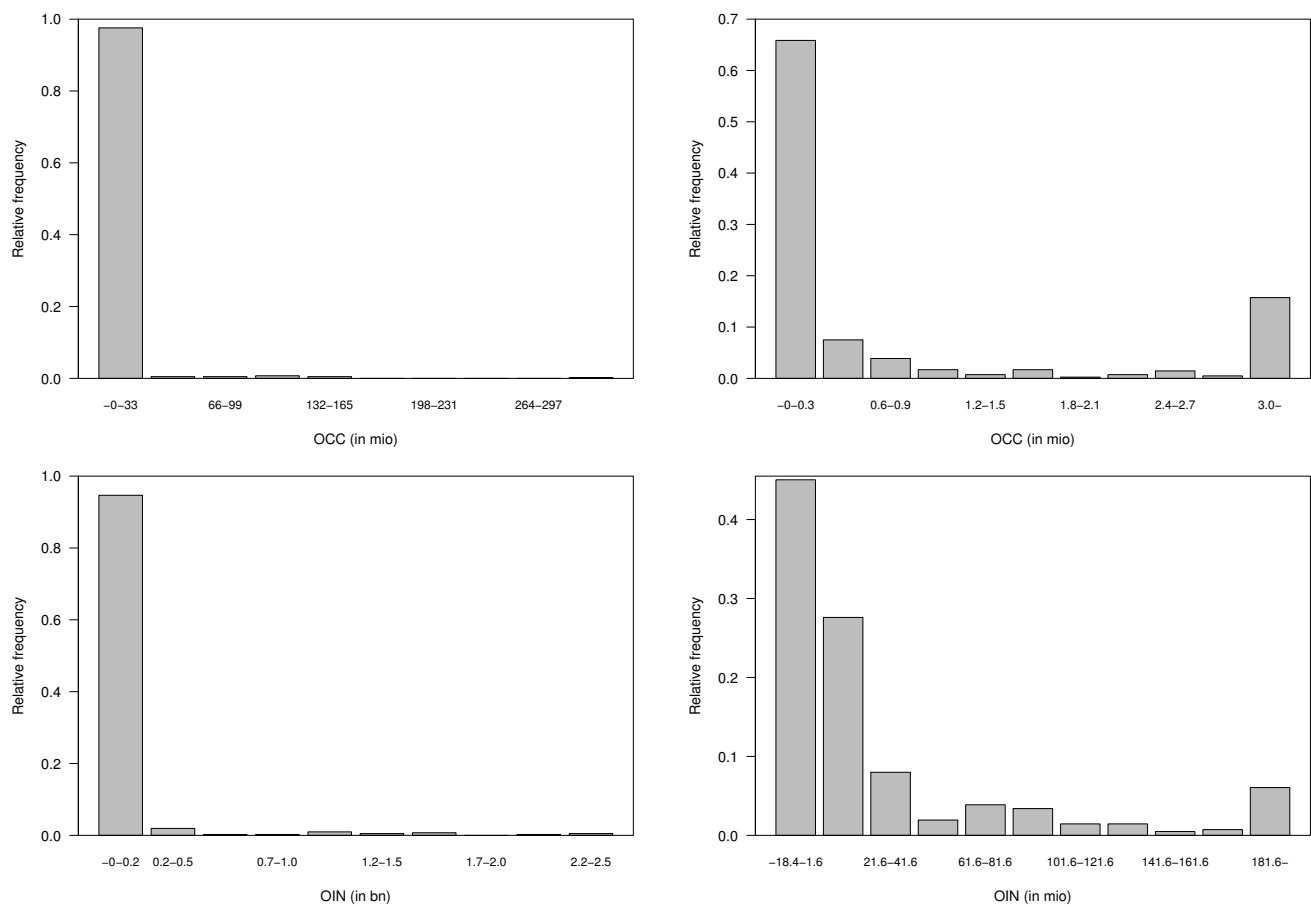 Relative frequency
1.0
0.8
0.6
0.4
0.2
0.0
−0−33 66−99 132−165 198−231 264−297
OCC (in mio)
Relative frequency
0.7
0.6
0.5
0.4
0.3
0.2
0.1
0.0
−0−0.3 0.6−0.9 1.2−1.5 1.8−2.1 2.4−2.7 3.0−
OCC (in mio)
Relative frequency
1.0
0.8
0.6
0.4
0.2
0.0
−0−0.2 0.2−0.5 0.7−1.0 1.2−1.5 1.7−2.0 2.2−2.5
OIN (in bn)
Relative frequency
0.4
0.3
0.2
0.1
0.0
−18.4−1.6 21.6−41.6 61.6−81.6 101.6−121.6 141.6−161.6 181.6−
OIN (in mio)